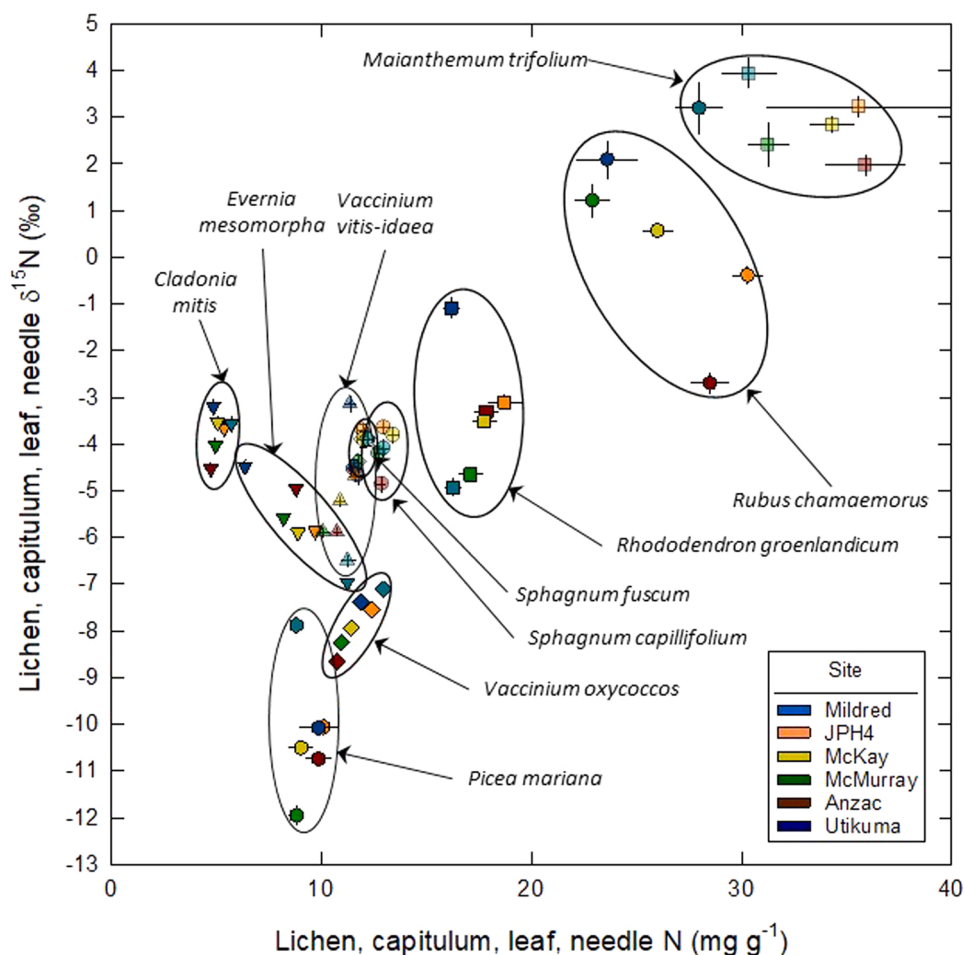 Lichen, capitulum, leaf, needle δ15N (‰)
5
4
3
2
1
0
-1
-2
-3
-4
-5
-6
-7
-8
-9
-10
-11
-12
-13
Maianthemum trifolium
Evernia
mesomorpha
Vaccinium
vitis-idaea
Cladonia
mitis
Rubus chamaemorus
Rhododendron groenlandicum
Sphagnum fuscum
Sphagnum capillifolium
Vaccinium oxycoccos
Picea mariana
Site
Mildred
JPH4
McKay
McMurray
Anzac
Utikuma
0 10 20 30 40
Lichen, capitulum, leaf, needle N (mg g-1)